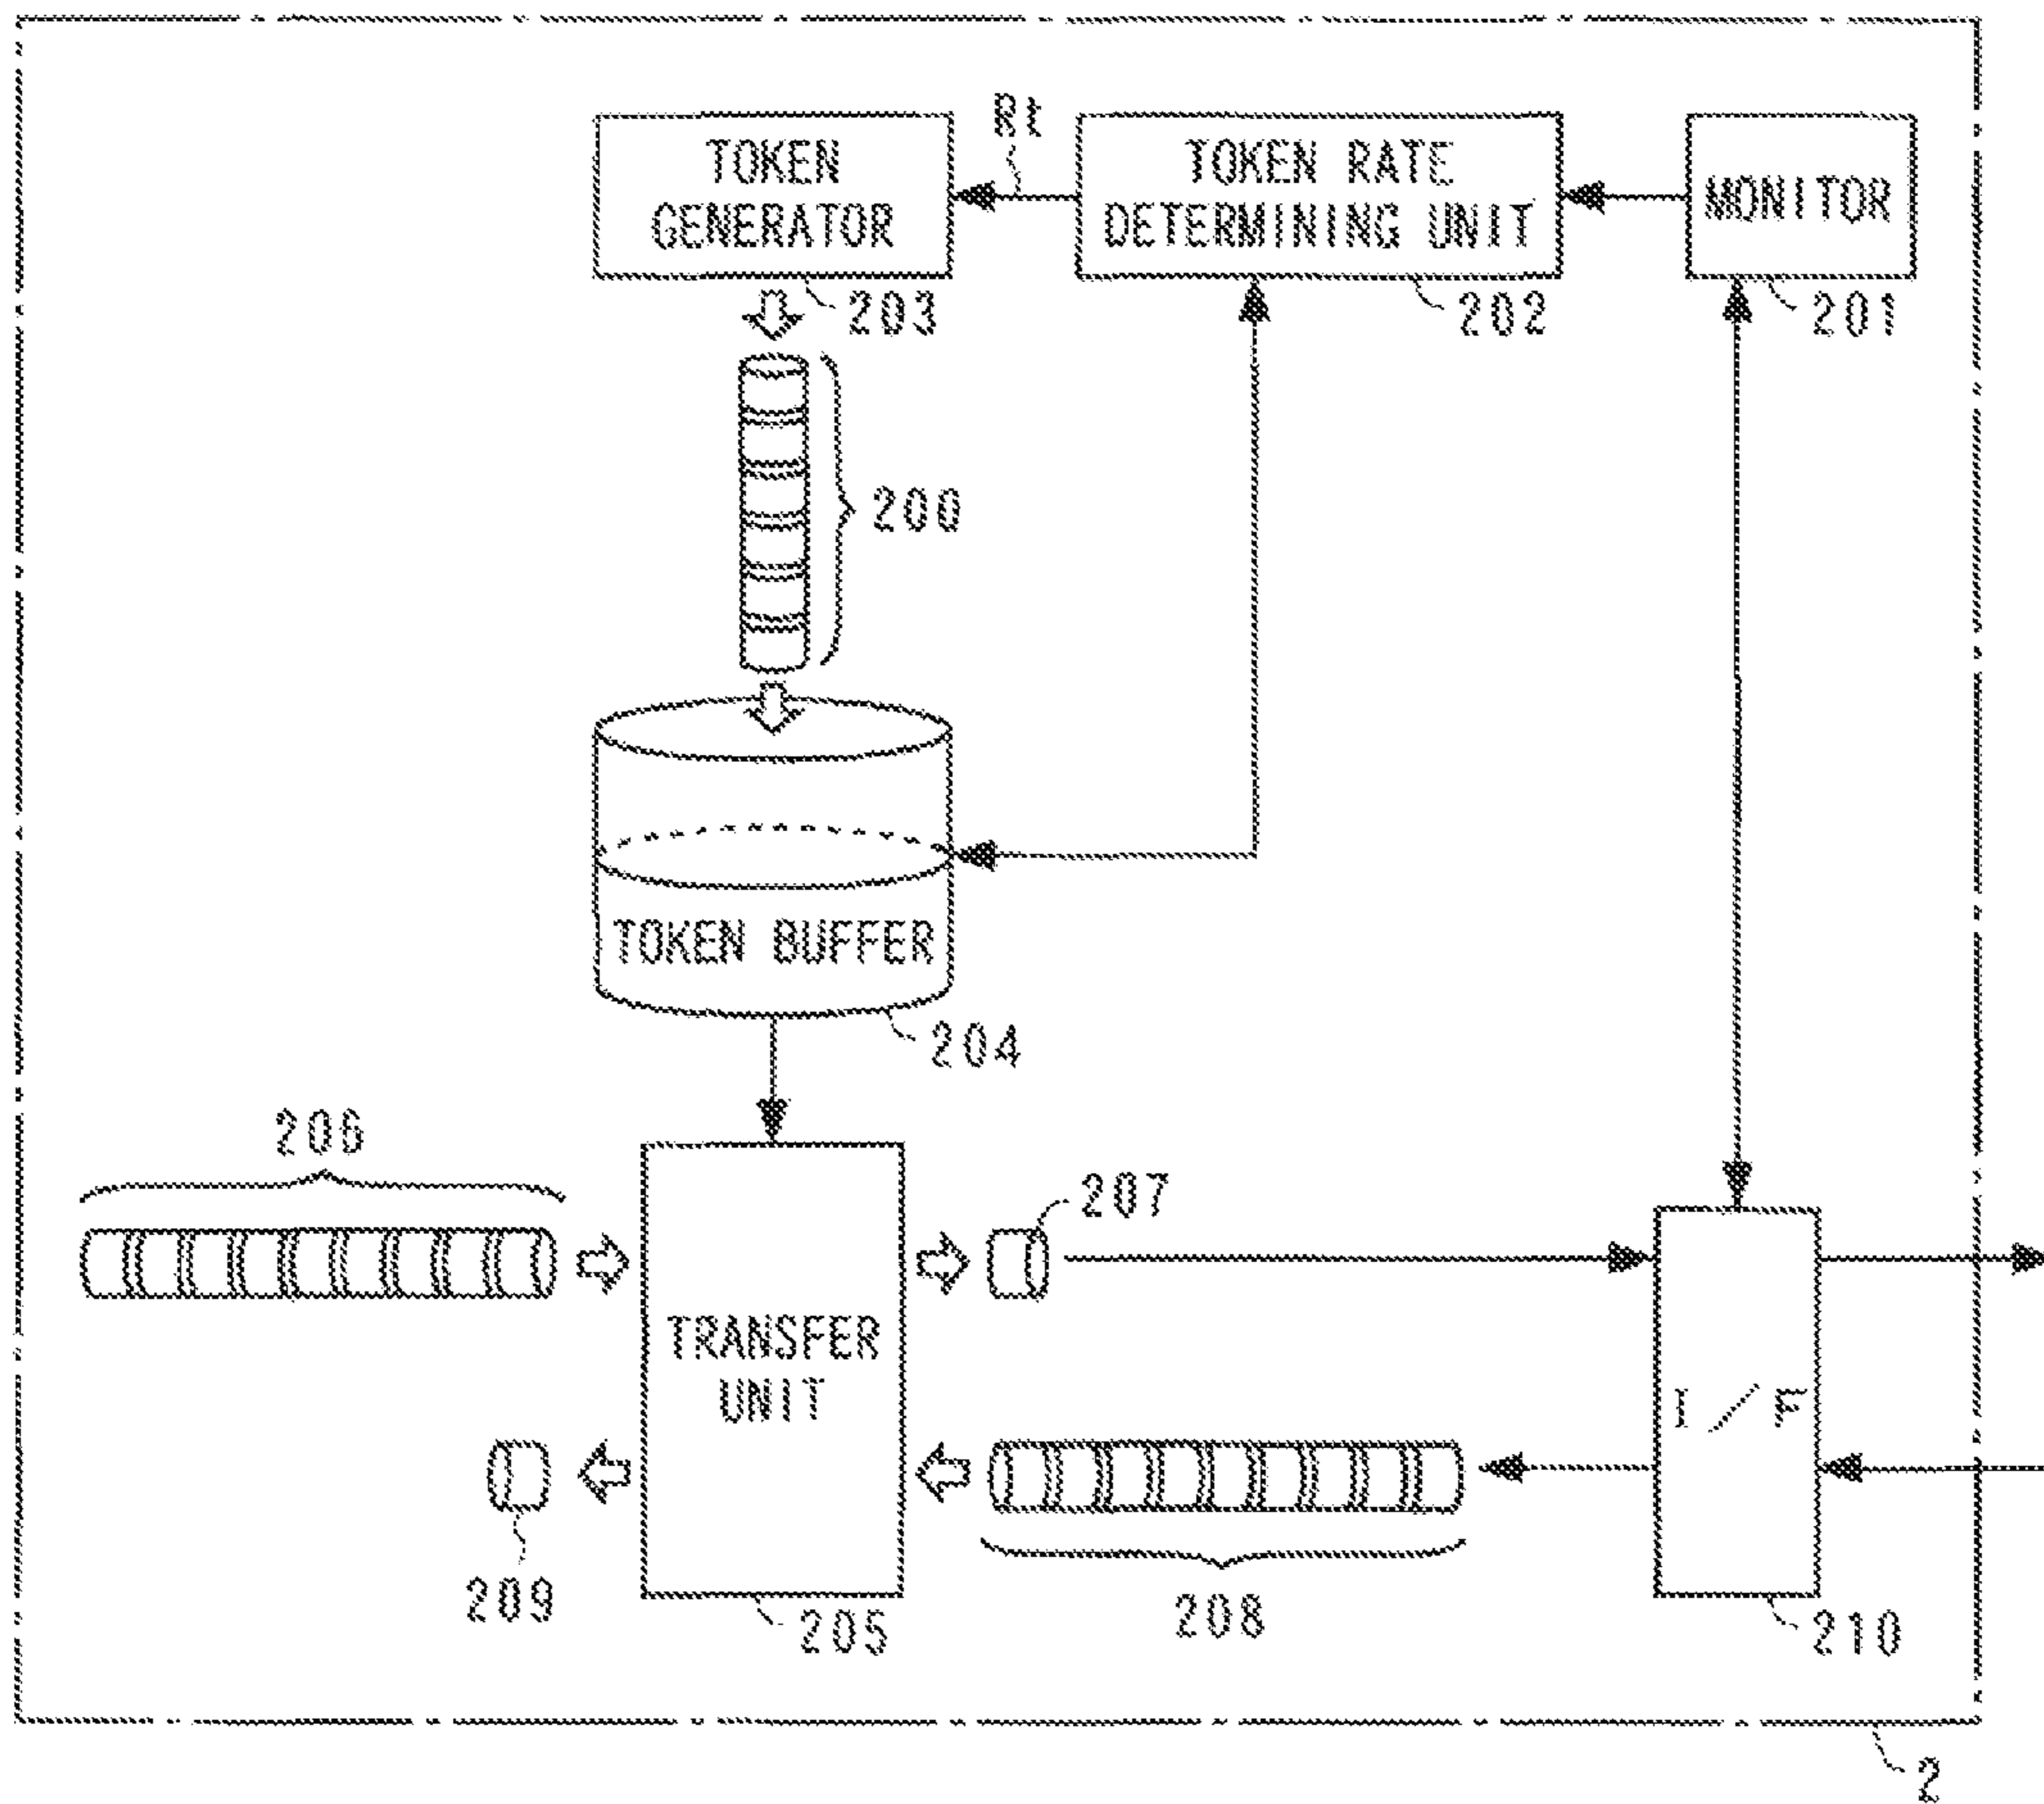 Rt
TOKEN
GENERATOR
TOKEN RATE
DETERMINING UNIT
MONITOR
203
202
201
200
TOKEN BUFFER
204
206
207
TRANSFER
UNIT
I/F
209
205
208
210
2